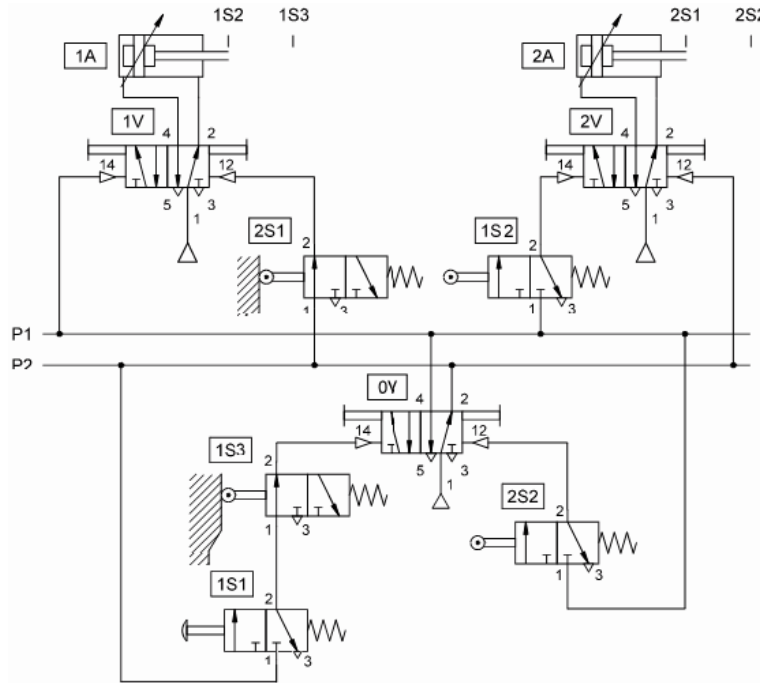 1S2 1S3 2S1 2S2
1A 2A
1V 4 2 2V 4 2
14 12 14 12
5 3 5 3
1 1
2S1 2 1S2 2
1 3 1 3
P1
P2
0V 4 2
14 12
1S3 2 5 3
1
2S2 2
1 3
1 3
1S1 2
1 3